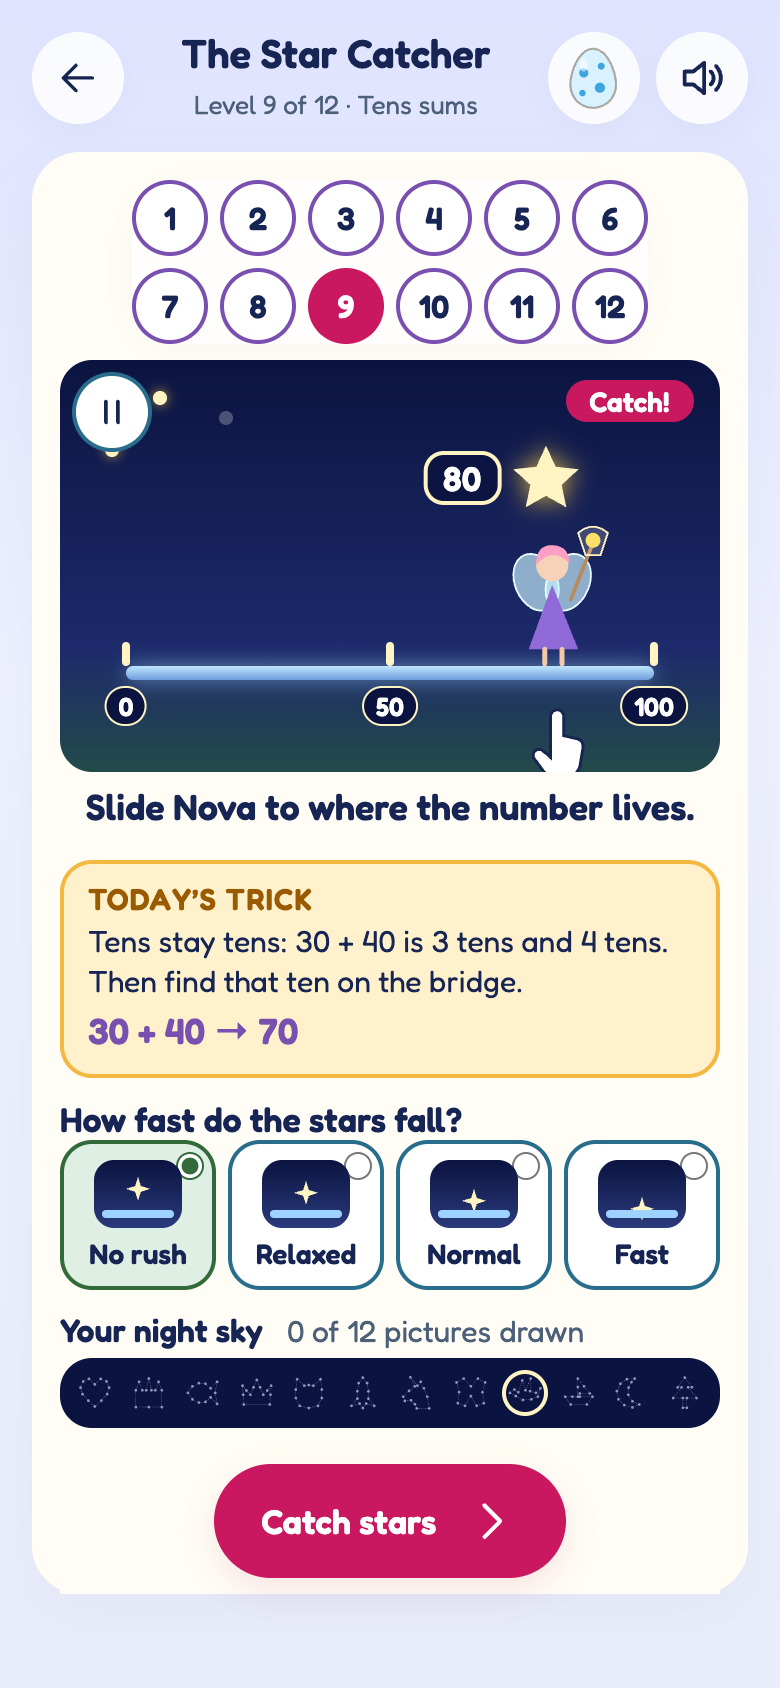 The Star Catcher
Level 9 of 12 · Tens sums
1 2 3 4 5 6
7 8 9 10 11 12
Catch!
80
0 50 100
Slide Nova to where the number lives.
TODAY’S TRICK
Tens stay tens: 30 + 40 is 3 tens and 4 tens.
Then find that ten on the bridge.
30 + 40 → 70
How fast do the stars fall?
No rush Relaxed Normal Fast
Your night sky 0 of 12 pictures drawn
Catch stars